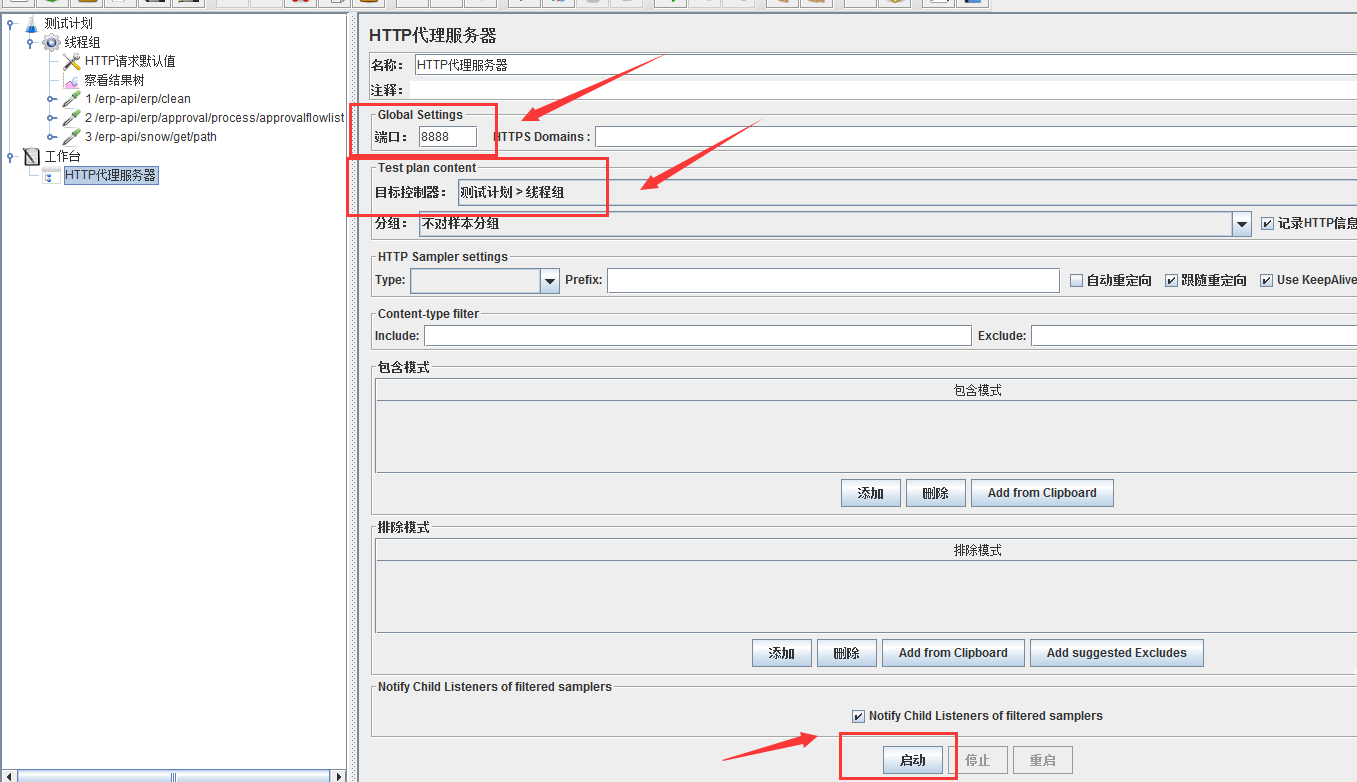 测试计划
线程组
HTTP请求默认值
察看结果树
1 /erp-api/erp/clean
2 /erp-api/erp/approval/process/approvalflowlist
3 /erp-api/snow/get/path
工作台
HTTP代理服务器
HTTP代理服务器
名称： HTTP代理服务器
注释：
Global Settings
端口： 8888 HTTPS Domains :
Test plan content
目标控制器： 测试计划 > 线程组
分组： 不对样本分组 记录HTTP信息
HTTP Sampler settings
Type: Prefix: 自动重定向 跟随重定向 Use KeepAlive
Content-type filter
Include: Exclude:
包含模式
包含模式
添加 删除 Add from Clipboard
排除模式
排除模式
添加 删除 Add from Clipboard Add suggested Excludes
Notify Child Listeners of filtered samplers
Notify Child Listeners of filtered samplers
启动 停止 重启